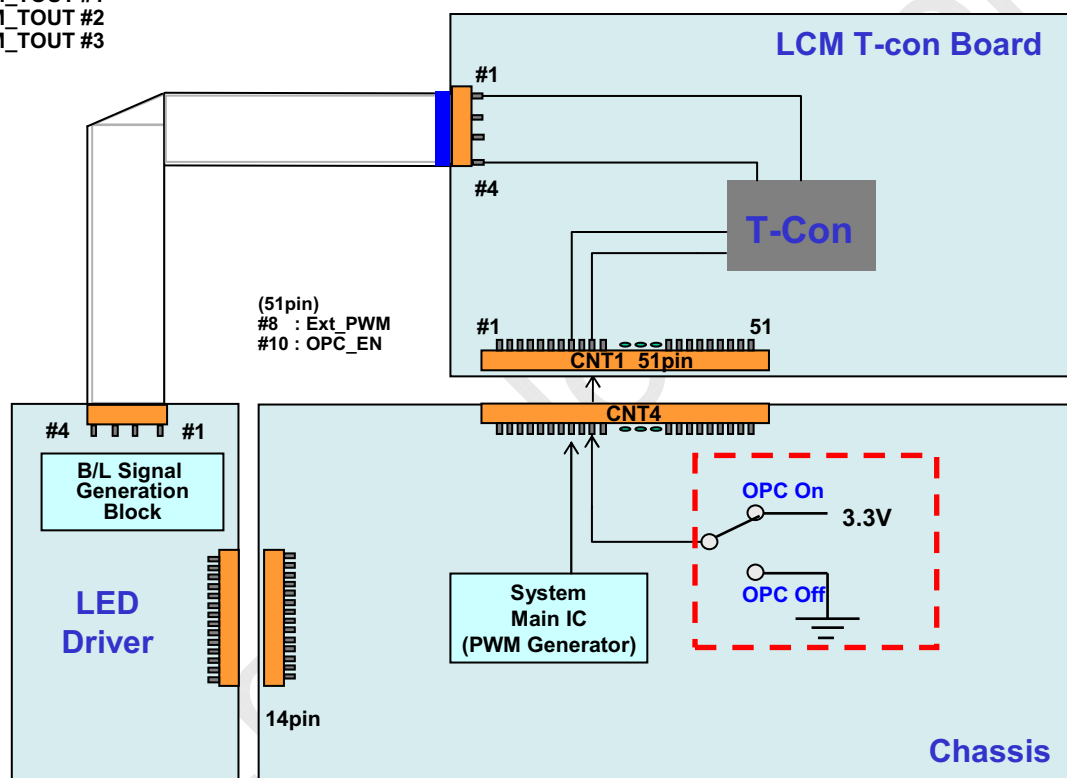 M_TOUT #2
M_TOUT #3
LCM T-con Board
#1
#4
T-Con
(51pin)
#8 : Ext_PWM
#10 : OPC_EN
#1
51
CNT1 51pin
CNT4
#4
#1
B/L Signal
Generation
Block
OPC On
3.3V
OPC Off
System
Main IC
(PWM Generator)
LED
Driver
14pin
Chassis